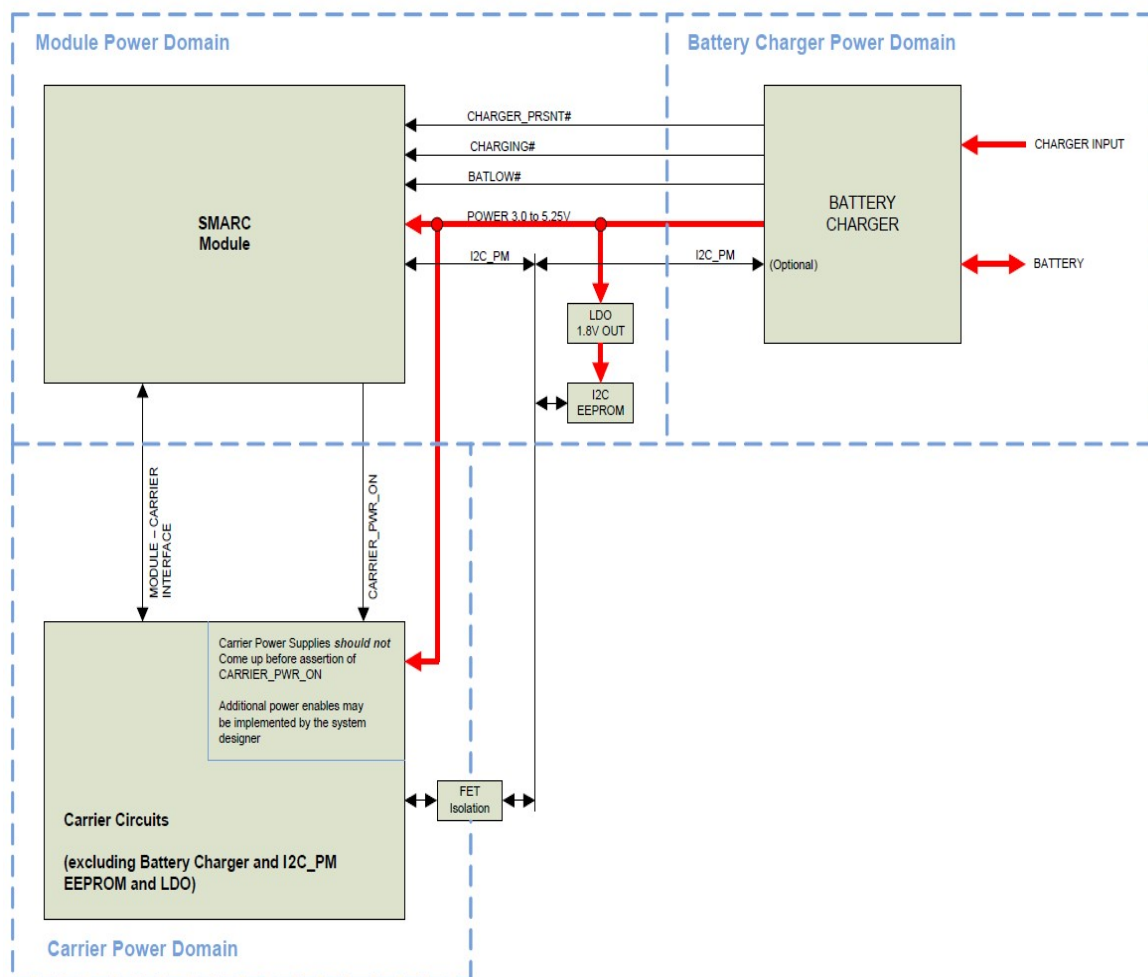 Module Power Domain
Battery Charger Power Domain
SMARC
Module
CHARGER_PRSNT#
CHARGING#
BATLOW#
POWER 3.0 to 5.25V
I2C_PM
I2C_PM
(Optional)
BATTERY
CHARGER
CHARGER INPUT
BATTERY
LDO
1.8V OUT
I2C
EEPROM
MODULE – CARRIER
INTERFACE
CARRIER_PWR_ON
Carrier Power Supplies should not
Come up before assertion of
CARRIER_PWR_ON
Additional power enables may
be implemented by the system
designer
FET
Isolation
Carrier Circuits
(excluding Battery Charger and I2C_PM
EEPROM and LDO)
Carrier Power Domain